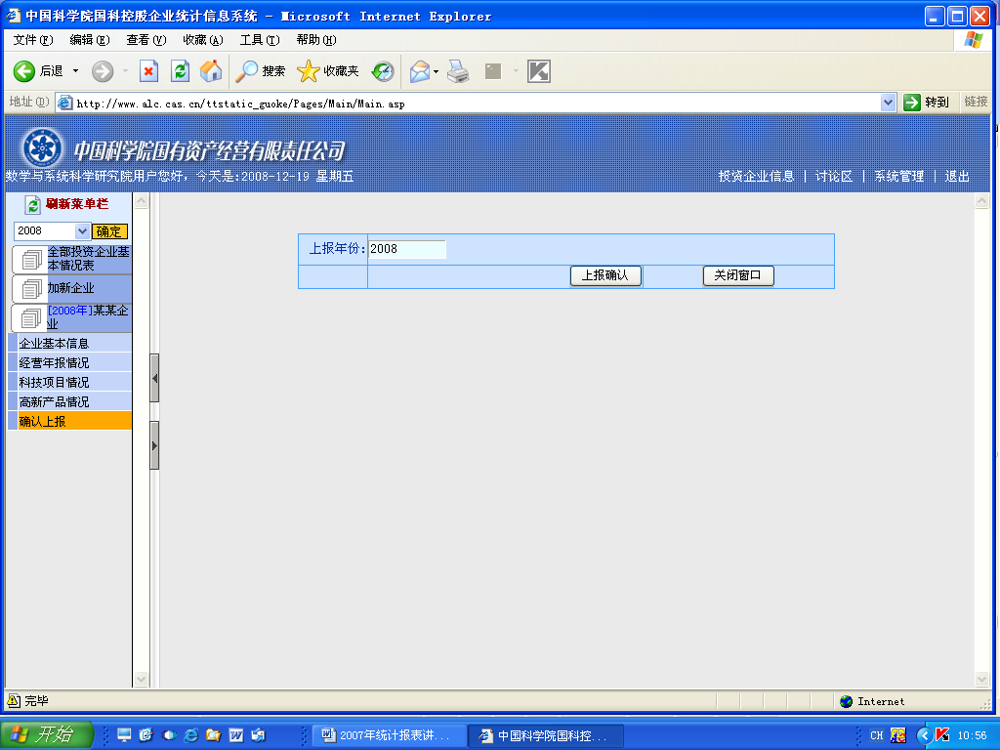 中国科学院国科控股企业统计信息系统 - Microsoft Internet Explorer
文件(F) 编辑(E) 查看(V) 收藏(A) 工具(T) 帮助(H)
后退 搜索 收藏夹
地址(D) http://www.alc.cas.cn/ttstatic_guoke/Pages/Main/Main.asp 转到 链接
中国科学院国有资产经营有限责任公司
数学与系统科学研究院用户您好，今天是:2008-12-19 星期五
投资企业信息 | 讨论区 | 系统管理 | 退出
刷新菜单栏
2008 确定
全部投资企业基
本情况表
加新企业
[2008年]某某企
业
企业基本信息
经营年报情况
科技项目情况
高新产品情况
确认上报
上报年份: 2008
上报确认 关闭窗口
完毕 Internet
开始 2007年统计报表讲... 中国科学院国科控... CH 10:56